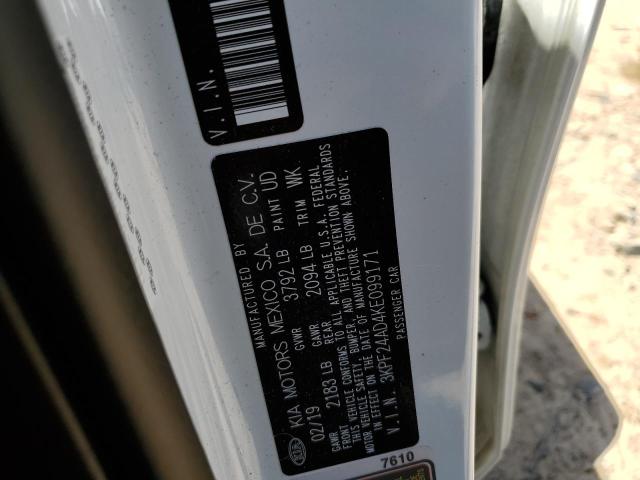 V.I.N.
MANUFACTURED BY
KIA KIA MOTORS MEXICO S.A. DE C.V.
02/19 GVWR 3792 LB PAINT UD
GAWR FRONT 2183 LB GAWR REAR 2094 LB TRIM WK
THIS VEHICLE CONFORMS TO ALL APPLICABLE U.S.A. FEDERAL
MOTOR VEHICLE SAFETY, BUMPER, AND THEFT PREVENTION STANDARDS
IN EFFECT ON THE DATE OF MANUFACTURE SHOWN ABOVE.
V.I.N. 3KPF24AD4KE099171
PASSENGER CAR
7610